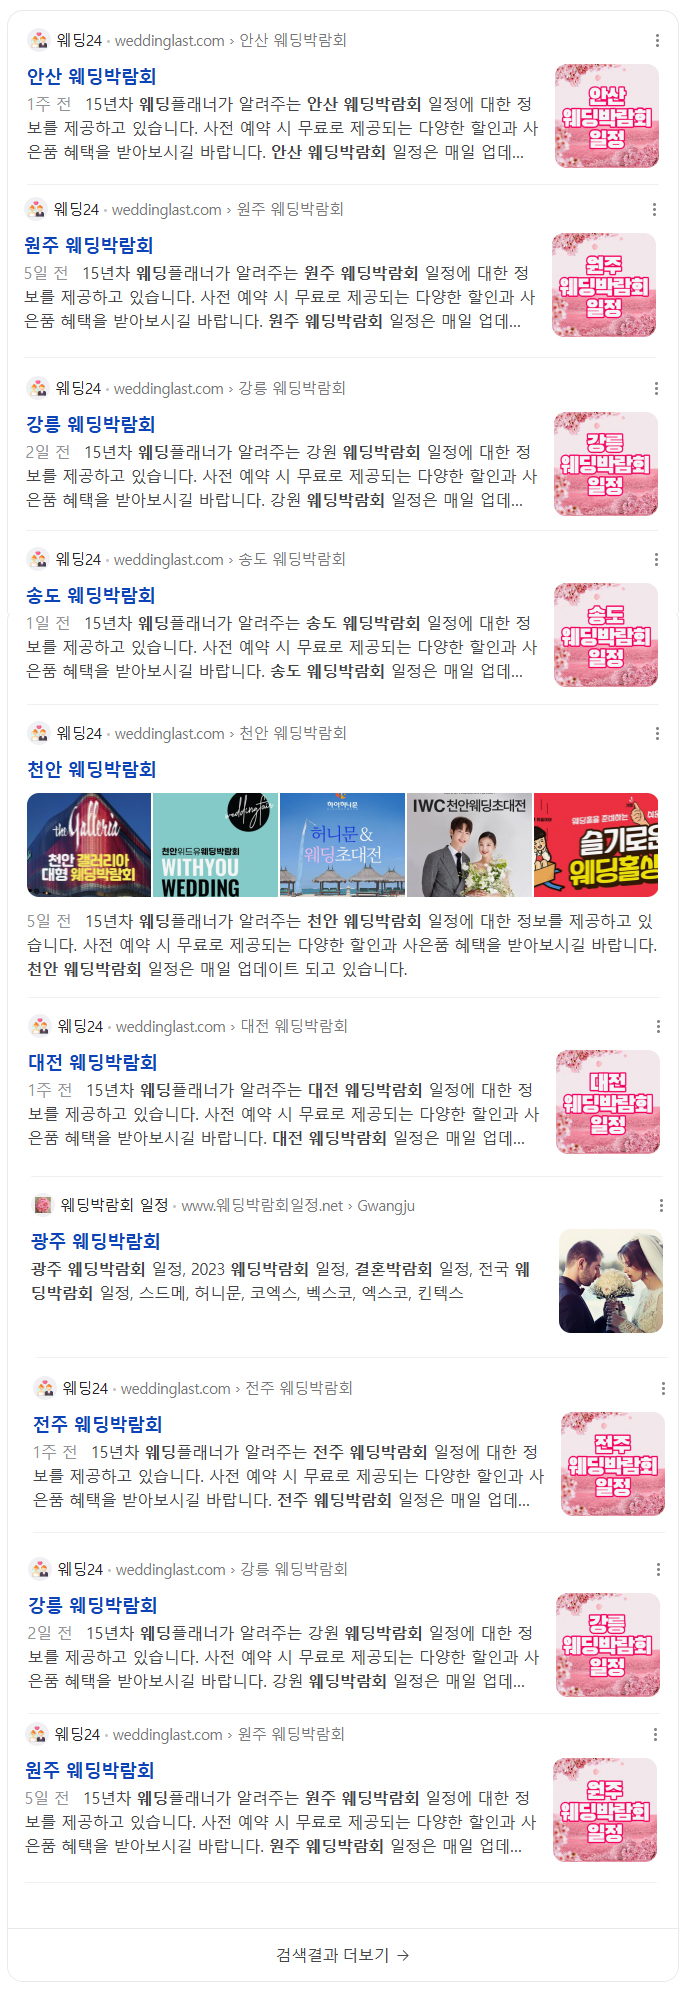 웨딩24 · weddinglast.com › 안산 웨딩박람회
안산 웨딩박람회
1주 전 15년차 웨딩플래너가 알려주는 안산 웨딩박람회 일정에 대한 정
보를 제공하고 있습니다. 사전 예약 시 무료로 제공되는 다양한 할인과 사
은품 혜택을 받아보시길 바랍니다. 안산 웨딩박람회 일정은 매일 업데...
안산
웨딩박람회
일정
웨딩24 · weddinglast.com › 원주 웨딩박람회
원주 웨딩박람회
5일 전 15년차 웨딩플래너가 알려주는 원주 웨딩박람회 일정에 대한 정
보를 제공하고 있습니다. 사전 예약 시 무료로 제공되는 다양한 할인과 사
은품 혜택을 받아보시길 바랍니다. 원주 웨딩박람회 일정은 매일 업데...
원주
웨딩박람회
일정
웨딩24 · weddinglast.com › 강릉 웨딩박람회
강릉 웨딩박람회
2일 전 15년차 웨딩플래너가 알려주는 강원 웨딩박람회 일정에 대한 정
보를 제공하고 있습니다. 사전 예약 시 무료로 제공되는 다양한 할인과 사
은품 혜택을 받아보시길 바랍니다. 강원 웨딩박람회 일정은 매일 업데...
강릉
웨딩박람회
일정
웨딩24 · weddinglast.com › 송도 웨딩박람회
송도 웨딩박람회
1일 전 15년차 웨딩플래너가 알려주는 송도 웨딩박람회 일정에 대한 정
보를 제공하고 있습니다. 사전 예약 시 무료로 제공되는 다양한 할인과 사
은품 혜택을 받아보시길 바랍니다. 송도 웨딩박람회 일정은 매일 업데...
송도
웨딩박람회
일정
웨딩24 · weddinglast.com › 천안 웨딩박람회
천안 웨딩박람회
the Galleria
천안 갤러리아
대형 웨딩박람회
weddingfair
천안위드유웨딩박람회
WITHYOU
WEDDING
하이허니문
허니문&
웨딩초대전
IWC천안웨딩초대전
웨딩홀을 준비하는
슬기로운
웨딩홀생
5일 전 15년차 웨딩플래너가 알려주는 천안 웨딩박람회 일정에 대한 정보를 제공하고 있
습니다. 사전 예약 시 무료로 제공되는 다양한 할인과 사은품 혜택을 받아보시길 바랍니다.
천안 웨딩박람회 일정은 매일 업데이트 되고 있습니다.
웨딩24 · weddinglast.com › 대전 웨딩박람회
대전 웨딩박람회
1주 전 15년차 웨딩플래너가 알려주는 대전 웨딩박람회 일정에 대한 정
보를 제공하고 있습니다. 사전 예약 시 무료로 제공되는 다양한 할인과 사
은품 혜택을 받아보시길 바랍니다. 대전 웨딩박람회 일정은 매일 업데...
대전
웨딩박람회
일정
웨딩박람회 일정 · www.웨딩박람회일정.net › Gwangju
광주 웨딩박람회
광주 웨딩박람회 일정, 2023 웨딩박람회 일정, 결혼박람회 일정, 전국 웨
딩박람회 일정, 스드메, 허니문, 코엑스, 벡스코, 엑스코, 킨텍스
웨딩24 · weddinglast.com › 전주 웨딩박람회
전주 웨딩박람회
1주 전 15년차 웨딩플래너가 알려주는 전주 웨딩박람회 일정에 대한 정
보를 제공하고 있습니다. 사전 예약 시 무료로 제공되는 다양한 할인과 사
은품 혜택을 받아보시길 바랍니다. 전주 웨딩박람회 일정은 매일 업데...
전주
웨딩박람회
일정
웨딩24 · weddinglast.com › 강릉 웨딩박람회
강릉 웨딩박람회
2일 전 15년차 웨딩플래너가 알려주는 강원 웨딩박람회 일정에 대한 정
보를 제공하고 있습니다. 사전 예약 시 무료로 제공되는 다양한 할인과 사
은품 혜택을 받아보시길 바랍니다. 강원 웨딩박람회 일정은 매일 업데...
강릉
웨딩박람회
일정
웨딩24 · weddinglast.com › 원주 웨딩박람회
원주 웨딩박람회
5일 전 15년차 웨딩플래너가 알려주는 원주 웨딩박람회 일정에 대한 정
보를 제공하고 있습니다. 사전 예약 시 무료로 제공되는 다양한 할인과 사
은품 혜택을 받아보시길 바랍니다. 원주 웨딩박람회 일정은 매일 업데...
원주
웨딩박람회
일정
검색결과 더보기 →